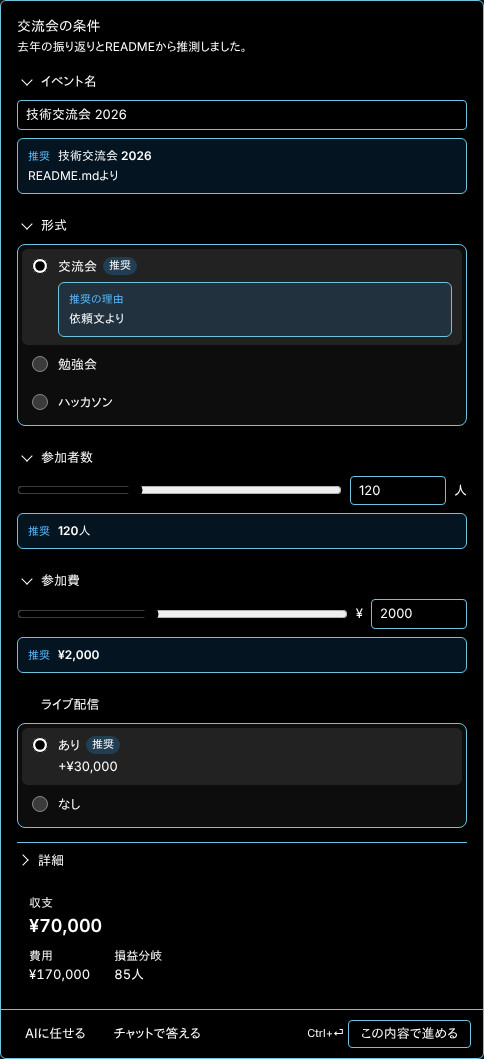 交流会の条件
去年の振り返りとREADMEから推測しました。
イベント名
技術交流会 2026
推奨 技術交流会 2026
README.mdより
形式
交流会 推奨
推奨の理由
依頼文より
勉強会
ハッカソン
参加者数
120 人
推奨 120人
参加費
¥ 2000
推奨 ¥2,000
ライブ配信
あり 推奨
+¥30,000
なし
詳細
収支
¥70,000
費用 損益分岐
¥170,000 85人
AIに任せる チャットで答える Ctrl+⏎ この内容で進める